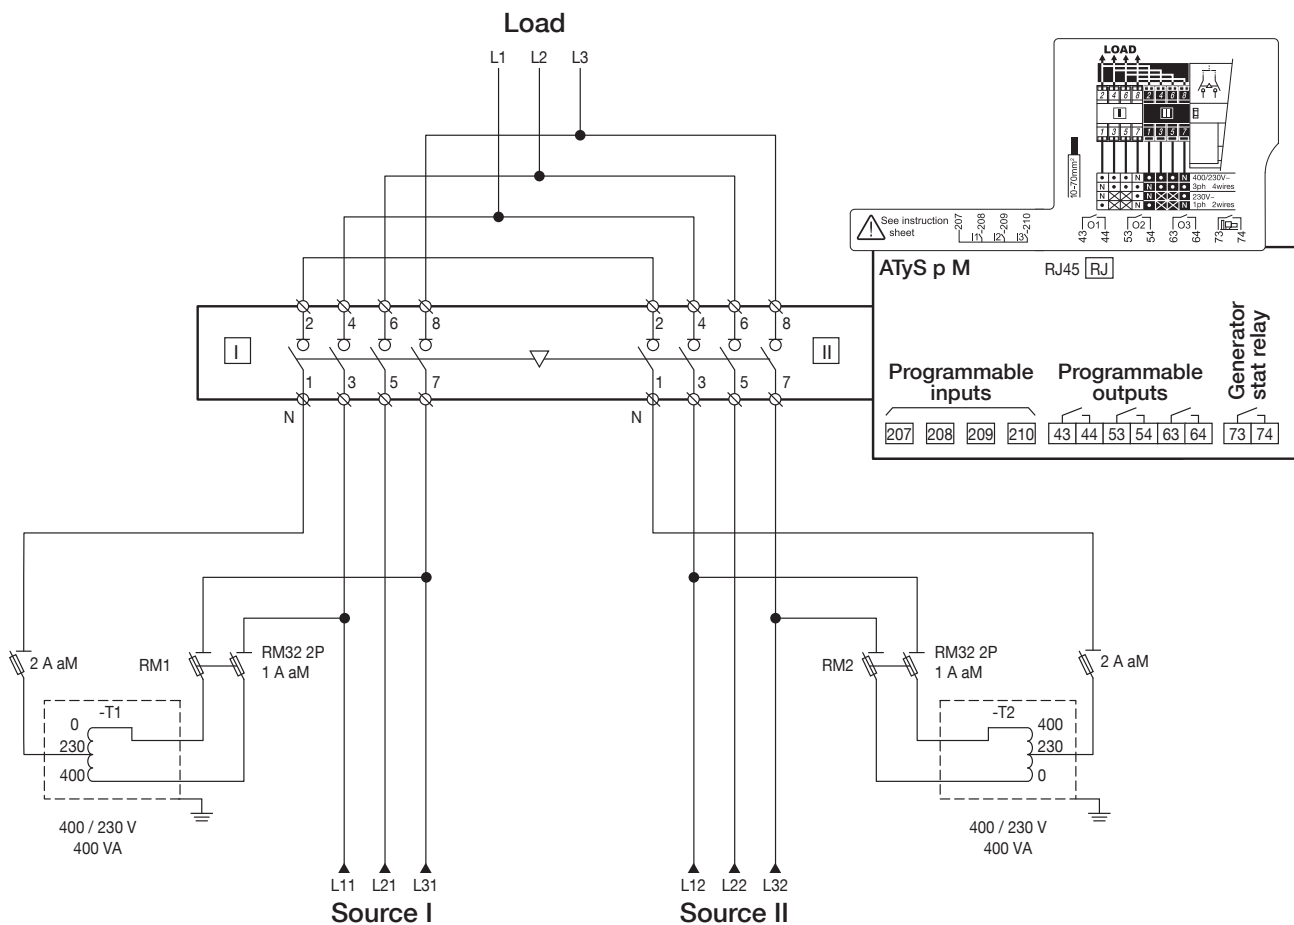 Load
L1 L2 L3
LOAD
2 4 6 8 2 4 6 8
I II
1 3 5 7 1 3 5 7
10-70mm²
N 400/230V~
N 3ph 4wires
N N 230V~
N 1ph 2wires
See instruction
sheet
207 208 209 210
1 2 3
O1 O2 O3
43 44 53 54 63 64 73 74
ATyS p M
RJ45 RJ
2 4 6 8 2 4 6 8
I II
1 3 5 7 1 3 5 7
N N
Programmable
inputs
Programmable
outputs
Generator
stat relay
207 208 209 210 43 44 53 54 63 64 73 74
2 A aM
RM1
RM32 2P
1 A aM
RM2
RM32 2P
1 A aM
2 A aM
-T1
0
230
400
-T2
400
230
0
400 / 230 V
400 VA
400 / 230 V
400 VA
L11 L21 L31
L12 L22 L32
Source I
Source II